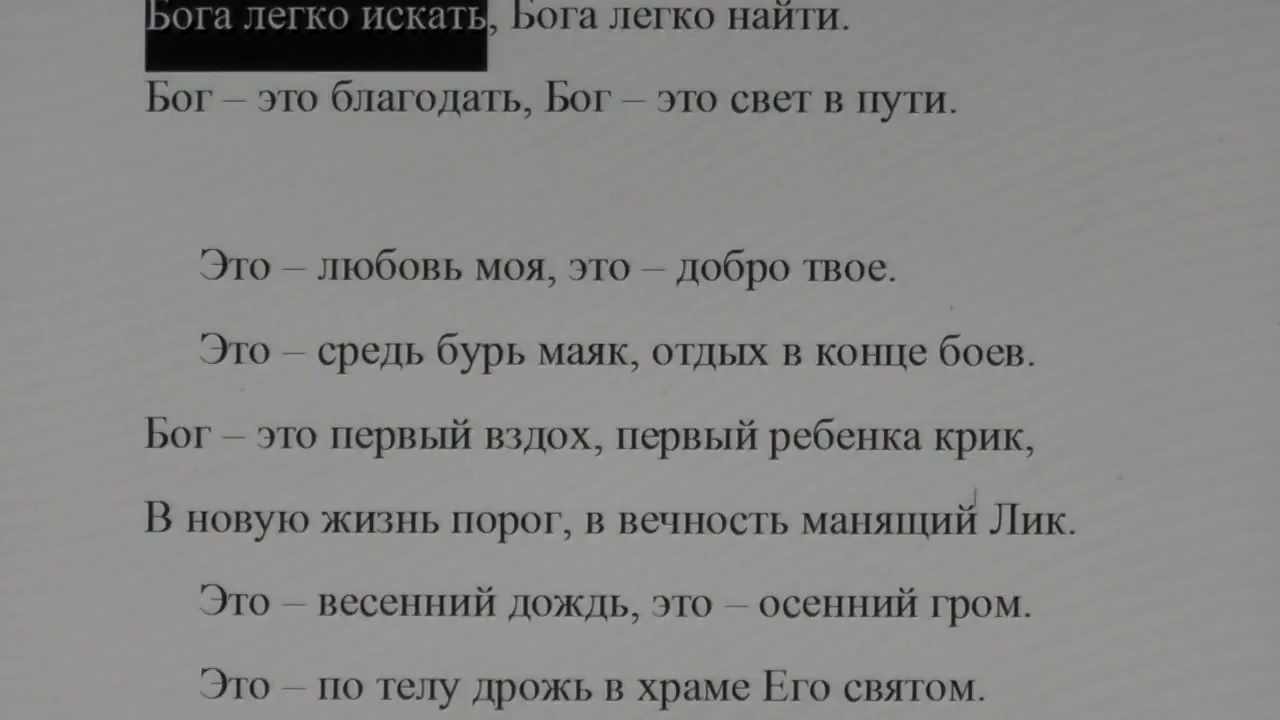 Бога легко искать, Бога легко найти.
Бог – это благодать, Бог – это свет в пути.
Это – любовь моя, это – добро твое.
Это – средь бурь маяк, отдых в конце боев.
Бог – это первый вздох, первый ребенка крик,
В новую жизнь порог, в вечность манящий Лик.
Это – весенний дождь, это – осенний гром.
Это – по телу дрожь в храме Его святом.